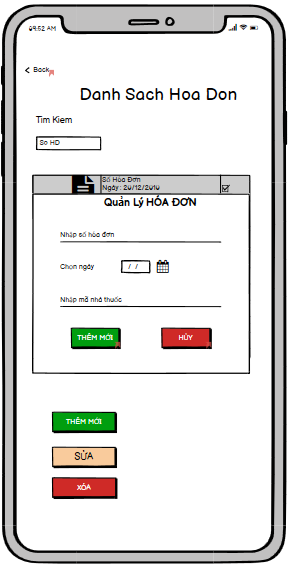 09:52 AM
Back
Danh Sach Hoa Don
Tim Kiem
So HD
Số Hóa Đơn
Ngày : 20/12/2010
Quản Lý HÓA ĐƠN
Nhập số hòa đơn
Chọn ngày
/ /
Nhập mã nhà thuốc
THÊM MỚI
HỦY
THÊM MỚI
SỬA
XÓA